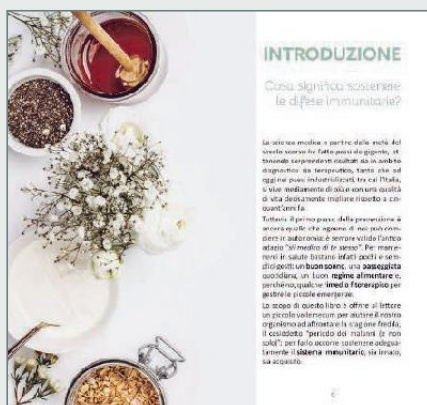 INTRODUZIONE
Cosa significa sostenere
le difese immunitarie?
La scienza medica a partire dalla metà del
secolo scorso ha fatto passi da gigante, ot-
tenendo sorprendenti risultati sia in ambito
diagnostico sia terapeutico, tanto che ad
oggi nei paesi industrializzati, tra cui l'Italia,
si vive mediamente di più e con una qualità
di vita decisamente migliore rispetto a cin-
quant'anni fa.
Tuttavia il primo passo della prevenzione è
ancora quello che ognuno di noi può com-
piere in autonomia: è sempre valido l'antico
adagio "sii medico di te stesso". Per mante-
nersi in salute bastano infatti pochi e sem-
plici gesti: un buon sonno, una passeggiata
quotidiana, un buon regime alimentare e,
perché no, qualche rimedio fitoterapico per
gestire le piccole emergenze.
Lo scopo di questo libro è offrire al lettore
un piccolo vademecum per aiutare il nostro
organismo ad affrontare la stagione fredda,
il cosiddetto "periodo dei malanni (e non
solo)": per farlo occorre sostenere adegua-
tamente il sistema immunitario, sia innato,
sia acquisito.